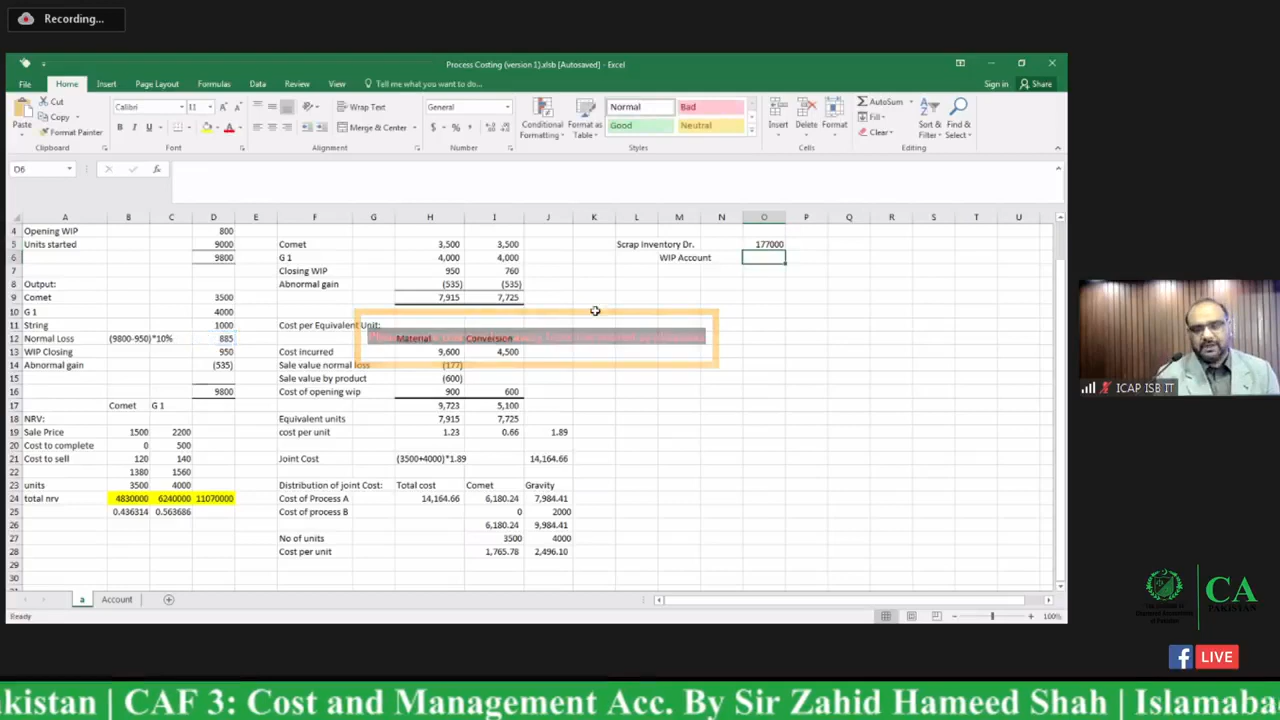 Recording...
Process Costing (version 1).xlsb [Autosaved] - Excel
File Home Insert Page Layout Formulas Data Review View Tell me what you want to do... Sign in Share
Paste Cut Calibri 11 Wrap Text General Conditional Formatting Format as Table Normal Bad Insert Delete Format AutoSum Sort & Filter Find & Select
Copy Fill
Format Painter B U Merge & Center $ % Good Neutral Clear
Clipboard Font Alignment Number Styles Cells Editing
O6 fx
A B C D E F G H I J K L M N O P Q R S T U
4 Opening WIP 800
5 Units started 9000 Comet 3,500 3,500 Scrap Inventory Dr. 177000
6 9800 G 1 4,000 4,000 WIP Account
7 Closing WIP 950 760
8 Output: Abnormal gain (535) (535)
9 Comet 3500 7,915 7,725
10 G 1 4000
11 String 1000 Cost per Equivalent Unit:
12 Normal Loss (9800-950)*10% 885 Material Conversion
13 WIP Closing 950 Cost incurred 9,600 4,500
14 Abnormal gain (535) Sale value normal loss (177)
15 Sale value by product (600)
16 9800 Cost of opening wip 900 600
17 Comet G 1 9,723 5,100
18 NRV: Equivalent units 7,915 7,725
19 Sale Price 1500 2200 cost per unit 1.23 0.66 1.89
20 Cost to complete 0 500
21 Cost to sell 120 140 Joint Cost (3500+4000)*1.89 14,164.66
22 1380 1560
23 units 3500 4000 Distribution of joint Cost: Total cost Comet Gravity
24 total nrv 4830000 6240000 11070000 Cost of Process A 14,164.66 6,180.24 7,984.41
25 0.436314 0.563686 Cost of process B 0 2000
26 6,180.24 9,984.41
27 No of units 3500 4000
28 Cost per unit 1,765.78 2,496.10
29
30
a Account
Ready 100%
ICAP ISB IT
CA
PAKISTAN
LIVE
akistan | CAF 3: Cost and Management Acc. By Sir Zahid Hameed Shah | Islamaba